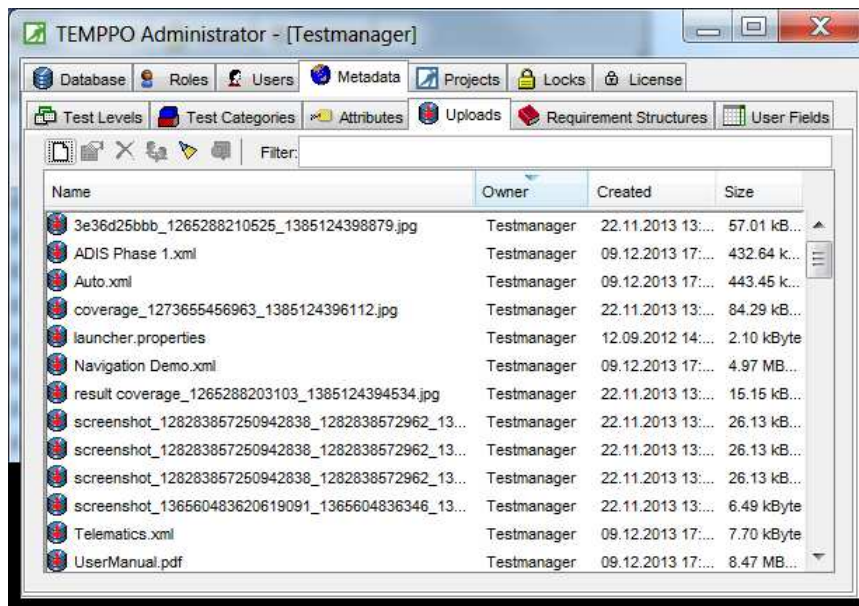 TEMPPO Administrator - [Testmanager]
Database Roles Users Metadata Projects Locks License
Test Levels Test Categories Attributes Uploads Requirement Structures User Fields
Filter:
Name Owner Created Size
3e36d25bbb_1265288210525_1385124398879.jpg Testmanager 22.11.2013 13:... 57.01 kB...
ADIS Phase 1.xml Testmanager 09.12.2013 17:... 432.64 k...
Auto.xml Testmanager 09.12.2013 17:... 443.45 k...
coverage_1273655456963_1385124396112.jpg Testmanager 22.11.2013 13:... 84.29 kB...
launcher.properties Testmanager 12.09.2012 14:... 2.10 kByte
Navigation Demo.xml Testmanager 09.12.2013 17:... 4.97 MB...
result coverage_1265288203103_1385124394534.jpg Testmanager 22.11.2013 13:... 15.15 kB...
screenshot_1282838572509428​38_1282838572962_13... Testmanager 22.11.2013 13:... 26.13 kB...
screenshot_128283857250942838_1282838572962_13... Testmanager 22.11.2013 13:... 26.13 kB...
screenshot_128283857250942838_1282838572962_13... Testmanager 22.11.2013 13:... 26.13 kB...
screenshot_136560483620619091_1365604836346_13... Testmanager 22.11.2013 13:... 6.49 kByte
Telematics.xml Testmanager 09.12.2013 17:... 7.70 kByte
UserManual.pdf Testmanager 09.12.2013 17:... 8.47 MB...